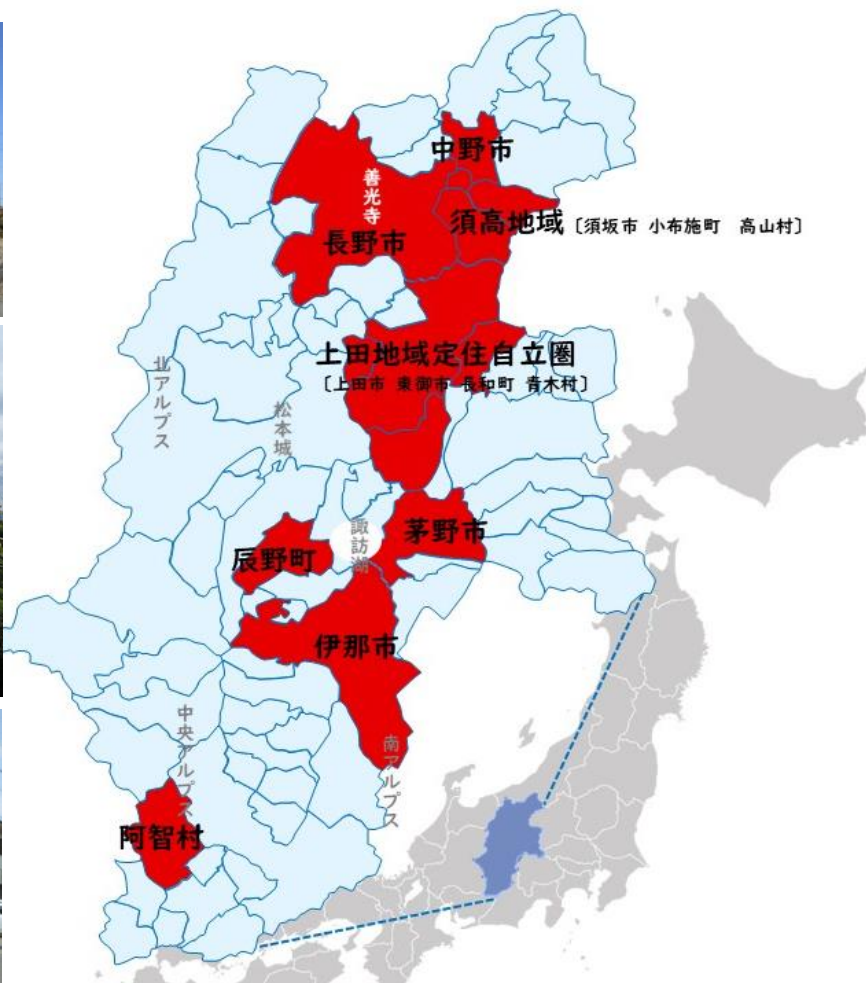 中野市
善光寺
長野市
須高地域〔須坂市 小布施町 高山村〕
上田地域定住自立圏
〔上田市 東御市 長和町 青木村〕
北アルプス
松本城
諏訪湖
茅野市
辰野町
伊那市
中央アルプス
南アルプス
阿智村